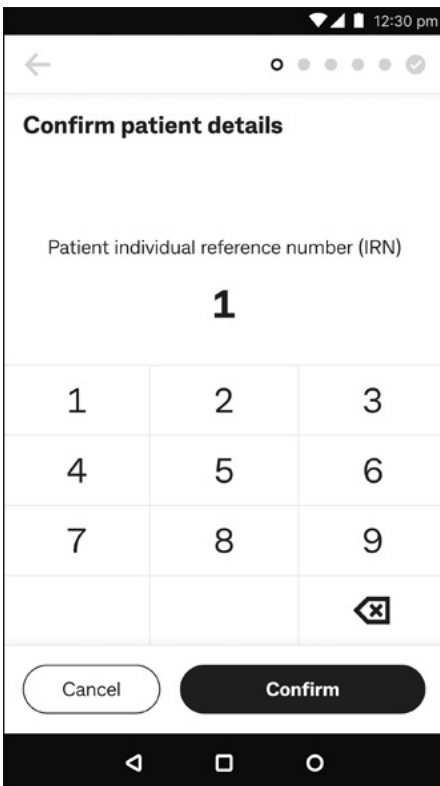 12:30 pm
Confirm patient details
Patient individual reference number (IRN)
1
1 2 3
4 5 6
7 8 9
Cancel Confirm